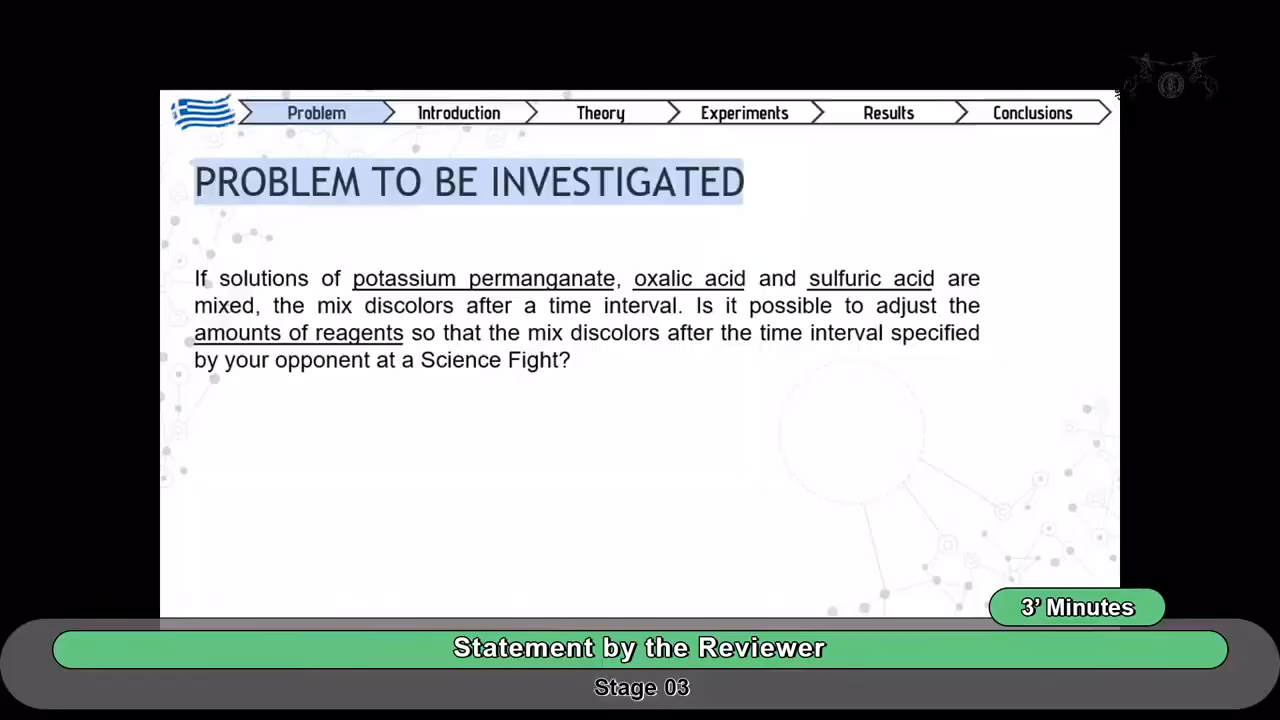 Problem
Introduction
Theory
Experiments
Results
Conclusions
PROBLEM TO BE INVESTIGATED
If solutions of potassium permanganate, oxalic acid and sulfuric acid are
mixed, the mix discolors after a time interval. Is it possible to adjust the
amounts of reagents so that the mix discolors after the time interval specified
by your opponent at a Science Fight?
3’ Minutes
Statement by the Reviewer
Stage 03